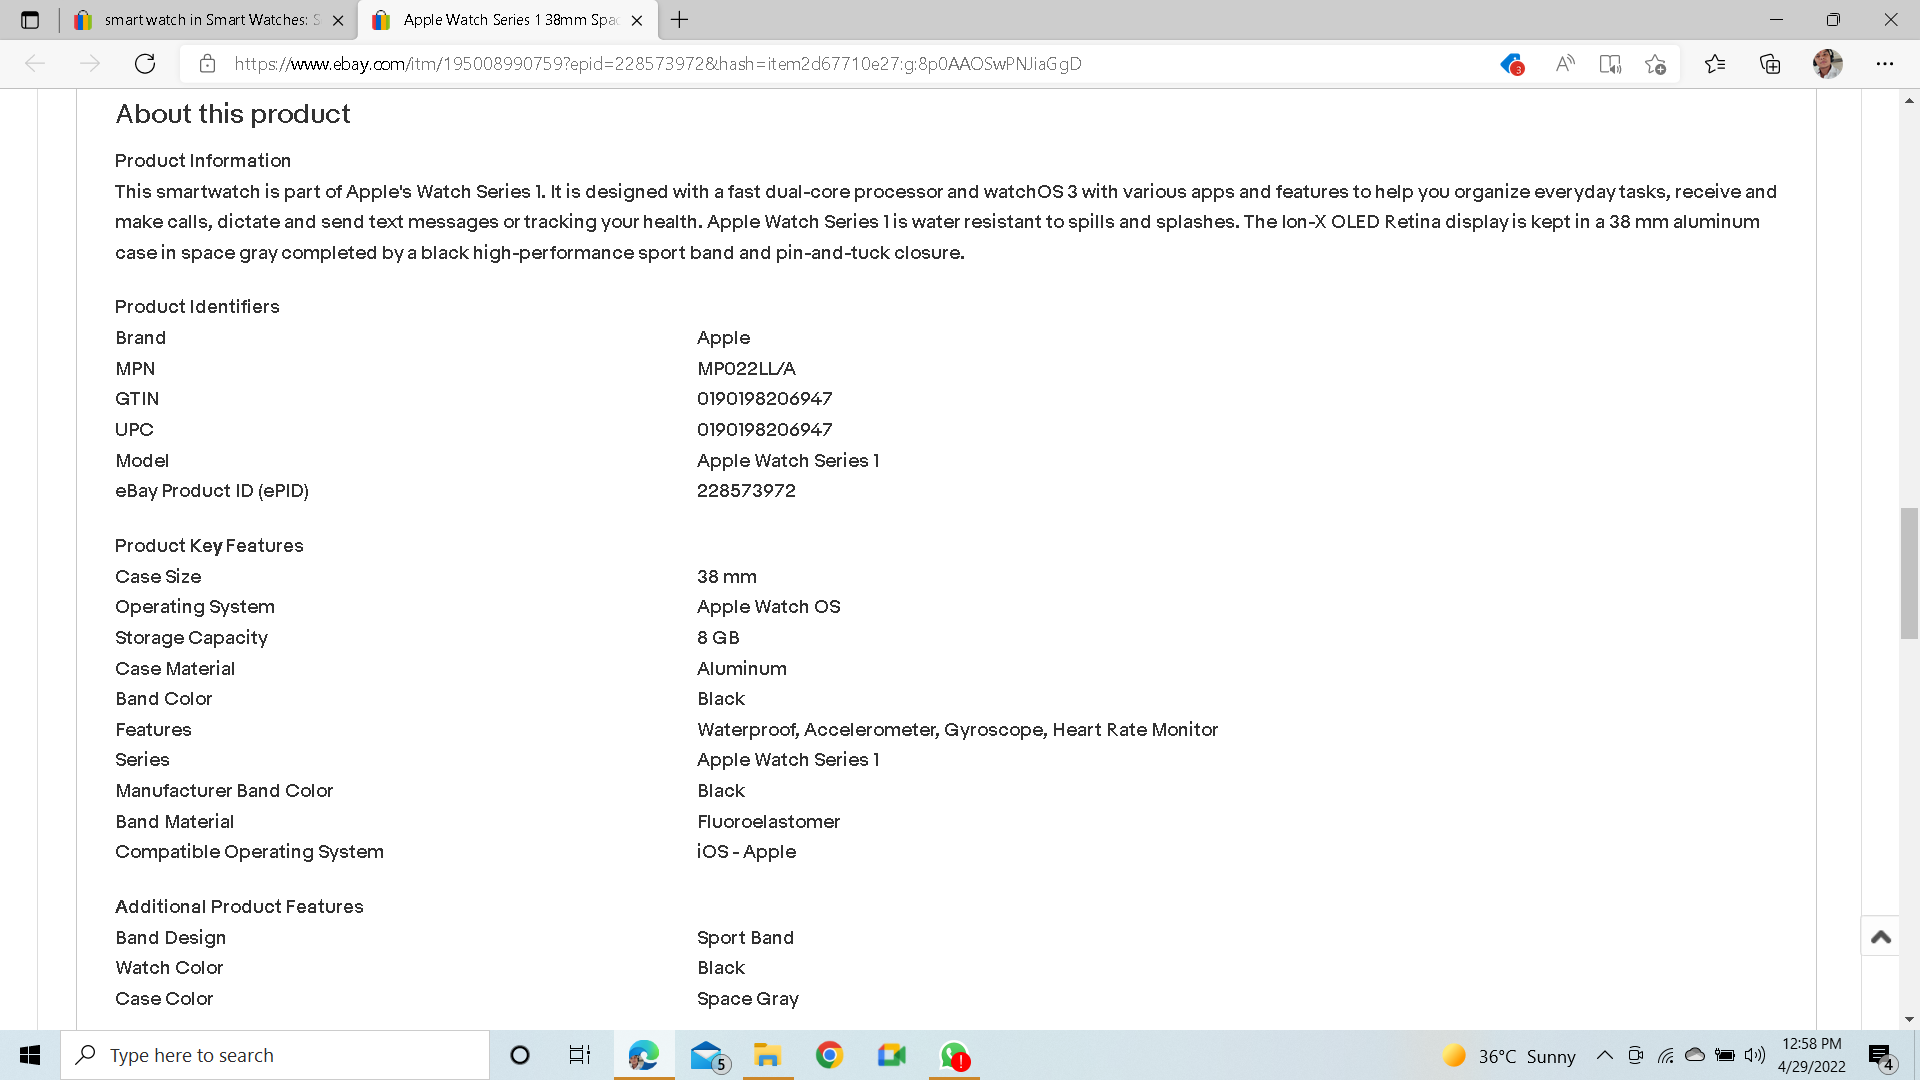 smart watch in Smart Watches: S
Apple Watch Series 1 38mm Spac
https://www.ebay.com/itm/195008990759?epid=228573972&hash=item2d67710e27:g:8p0AAOSwPNJiaGgD
3
About this product
Product Information
This smartwatch is part of Apple's Watch Series 1. It is designed with a fast dual-core processor and watchOS 3 with various apps and features to help you organize everyday tasks, receive and
make calls, dictate and send text messages or tracking your health. Apple Watch Series 1 is water resistant to spills and splashes. The Ion-X OLED Retina display is kept in a 38 mm aluminum
case in space gray completed by a black high-performance sport band and pin-and-tuck closure.
Product Identifiers
Brand Apple
MPN MP022LL/A
GTIN 0190198206947
UPC 0190198206947
Model Apple Watch Series 1
eBay Product ID (ePID) 228573972
Product Key Features
Case Size 38 mm
Operating System Apple Watch OS
Storage Capacity 8 GB
Case Material Aluminum
Band Color Black
Features Waterproof, Accelerometer, Gyroscope, Heart Rate Monitor
Series Apple Watch Series 1
Manufacturer Band Color Black
Band Material Fluoroelastomer
Compatible Operating System iOS - Apple
Additional Product Features
Band Design Sport Band
Watch Color Black
Case Color Space Gray
Type here to search
5
36°C Sunny
12:58 PM
4/29/2022
4